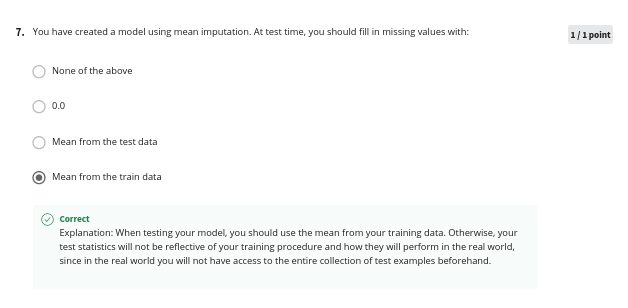 7. You have created a model using mean imputation. At test time, you should fill in missing values with:
1 / 1 point
None of the above
0.0
Mean from the test data
Mean from the train data
Correct
Explanation: When testing your model, you should use the mean from your training data. Otherwise, your
test statistics will not be reflective of your training procedure and how they will perform in the real world,
since in the real world you will not have access to the entire collection of test examples beforehand.